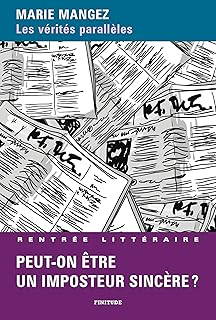 MARIE MANGEZ
Les vérités parallèles
RENTRÉE LITTÉRAIRE
PEUT-ON ÊTRE
UN IMPOSTEUR SINCÈRE ?
FINITUDE